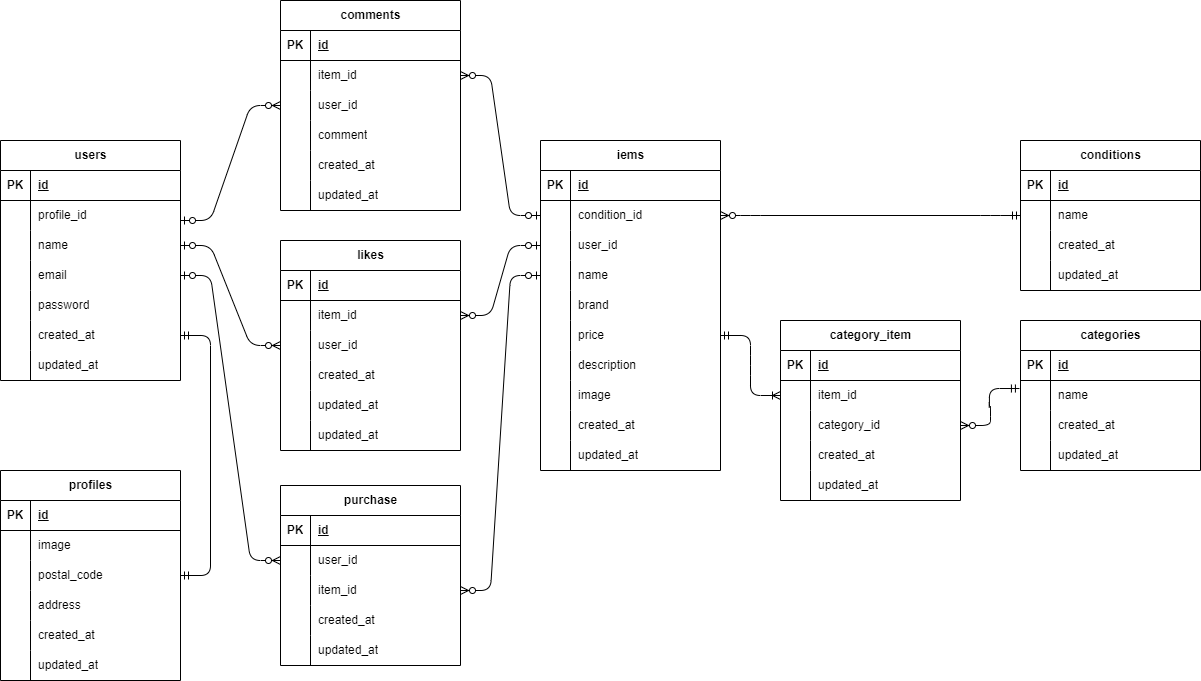 comments
PK id
item_id
user_id
comment
created_at
updated_at
users
PK id
profile_id
name
email
password
created_at
updated_at
likes
PK id
item_id
user_id
created_at
updated_at
updated_at
iems
PK id
condition_id
user_id
name
brand
price
description
image
created_at
updated_at
conditions
PK id
name
created_at
updated_at
category_item
PK id
item_id
category_id
created_at
updated_at
categories
PK id
name
created_at
updated_at
profiles
PK id
image
postal_code
address
created_at
updated_at
purchase
PK id
user_id
item_id
created_at
updated_at